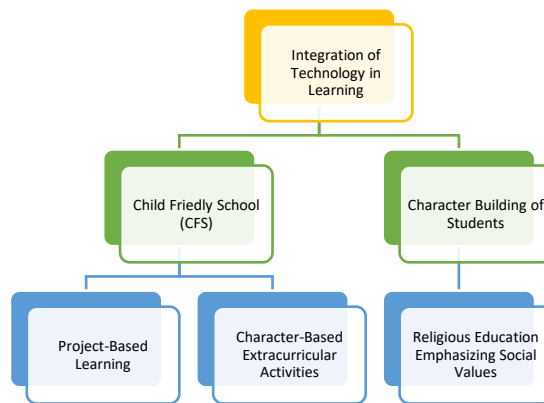 Integration of
Technology in
Learning
Child Friedly School
(CFS)
Character Building of
Students
Project-Based
Learning
Character-Based
Extracurricular
Activities
Religious Education
Emphasizing Social
Values